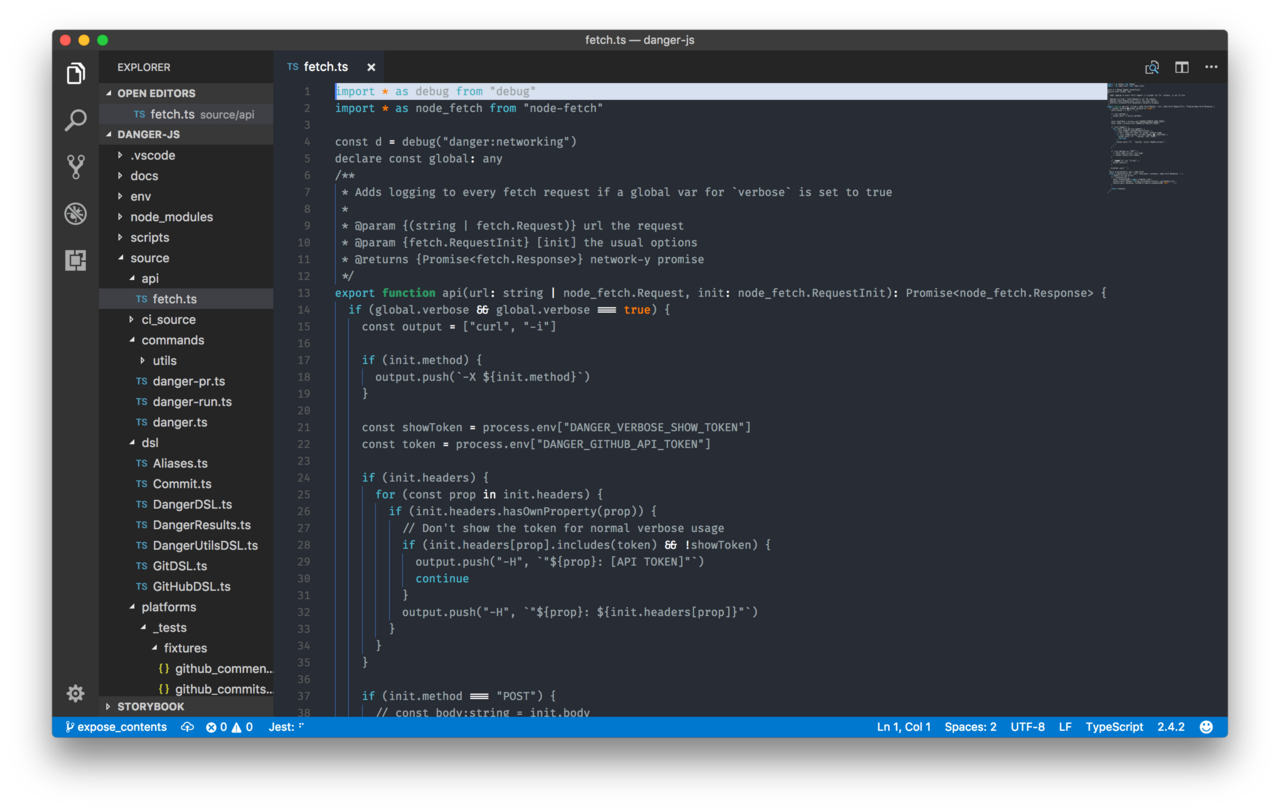 fetch.ts — danger-js
EXPLORER
OPEN EDITORS
TS fetch.ts source/api
DANGER-JS
.vscode
docs
env
node_modules
scripts
source
api
TS fetch.ts
ci_source
commands
utils
TS danger-pr.ts
TS danger-run.ts
TS danger.ts
dsl
TS Aliases.ts
TS Commit.ts
TS DangerDSL.ts
TS DangerResults.ts
TS DangerUtilsDSL.ts
TS GitDSL.ts
TS GitHubDSL.ts
platforms
_tests
fixtures
{} github_commen...
{} github_commits...
STORYBOOK
TS fetch.ts ×
1 import * as debug from "debug"
2 import * as node_fetch from "node-fetch"
3
4 const d = debug("danger:networking")
5 declare const global: any
6 /**
7 * Adds logging to every fetch request if a global var for `verbose` is set to true
8 *
9 * @param {(string | fetch.Request)} url the request
10 * @param {fetch.RequestInit} [init] the usual options
11 * @returns {Promise<fetch.Response>} network-y promise
12 */
13 export function api(url: string | node_fetch.Request, init: node_fetch.RequestInit): Promise<node_fetch.Response> {
14 if (global.verbose && global.verbose === true) {
15 const output = ["curl", "-i"]
16
17 if (init.method) {
18 output.push(`-X ${init.method}`)
19 }
20
21 const showToken = process.env["DANGER_VERBOSE_SHOW_TOKEN"]
22 const token = process.env["DANGER_GITHUB_API_TOKEN"]
23
24 if (init.headers) {
25 for (const prop in init.headers) {
26 if (init.headers.hasOwnProperty(prop)) {
27 // Don't show the token for normal verbose usage
28 if (init.headers[prop].includes(token) && !showToken) {
29 output.push("-H", `"${prop}: [API TOKEN]"`)
30 continue
31 }
32 output.push("-H", `"${prop}: ${init.headers[prop]}"`)
33 }
34 }
35 }
36
37 if (init.method === "POST") {
38 // const body:string = init.body
expose_contents 0 0 Jest: Ln 1, Col 1 Spaces: 2 UTF-8 LF TypeScript 2.4.2